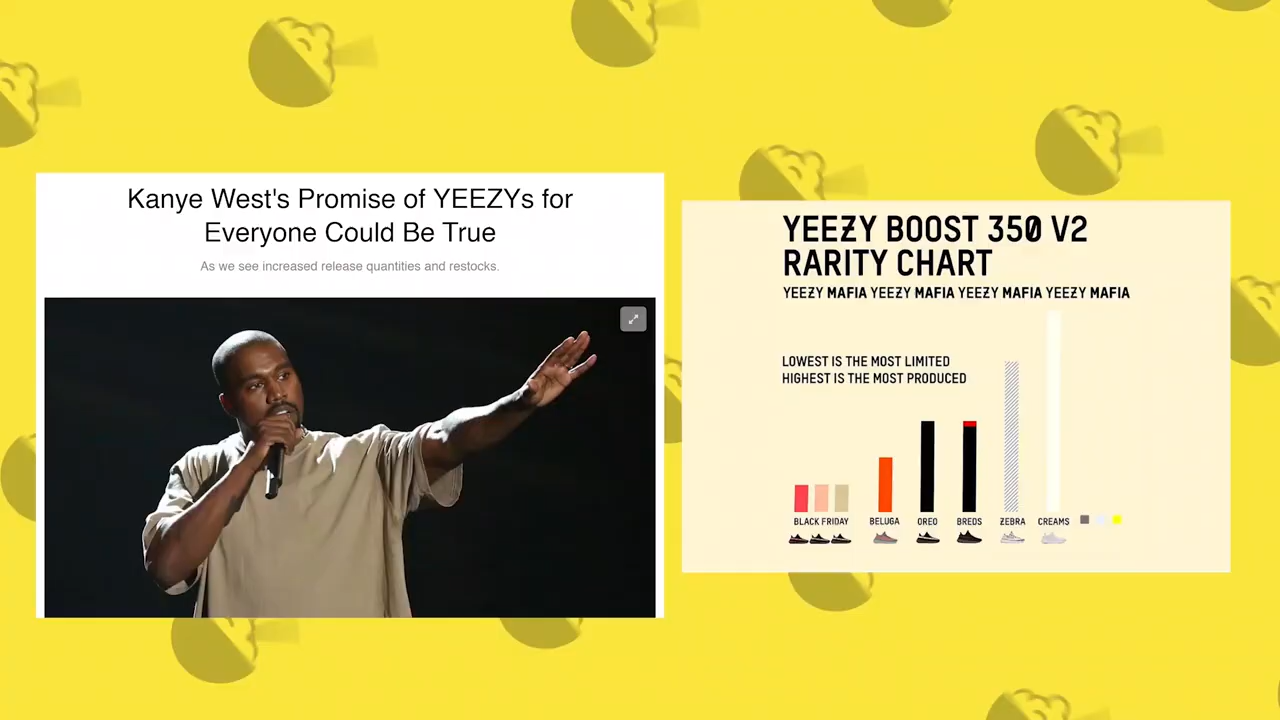 Kanye West's Promise of YEEZYs for
Everyone Could Be True
As we see increased release quantities and restocks.
YEEZY BOOST 350 V2
RARITY CHART
YEEZY MAFIA YEEZY MAFIA YEEZY MAFIA YEEZY MAFIA
LOWEST IS THE MOST LIMITED
HIGHEST IS THE MOST PRODUCED
BLACK FRIDAY BELUGA OREO BREDS ZEBRA CREAMS